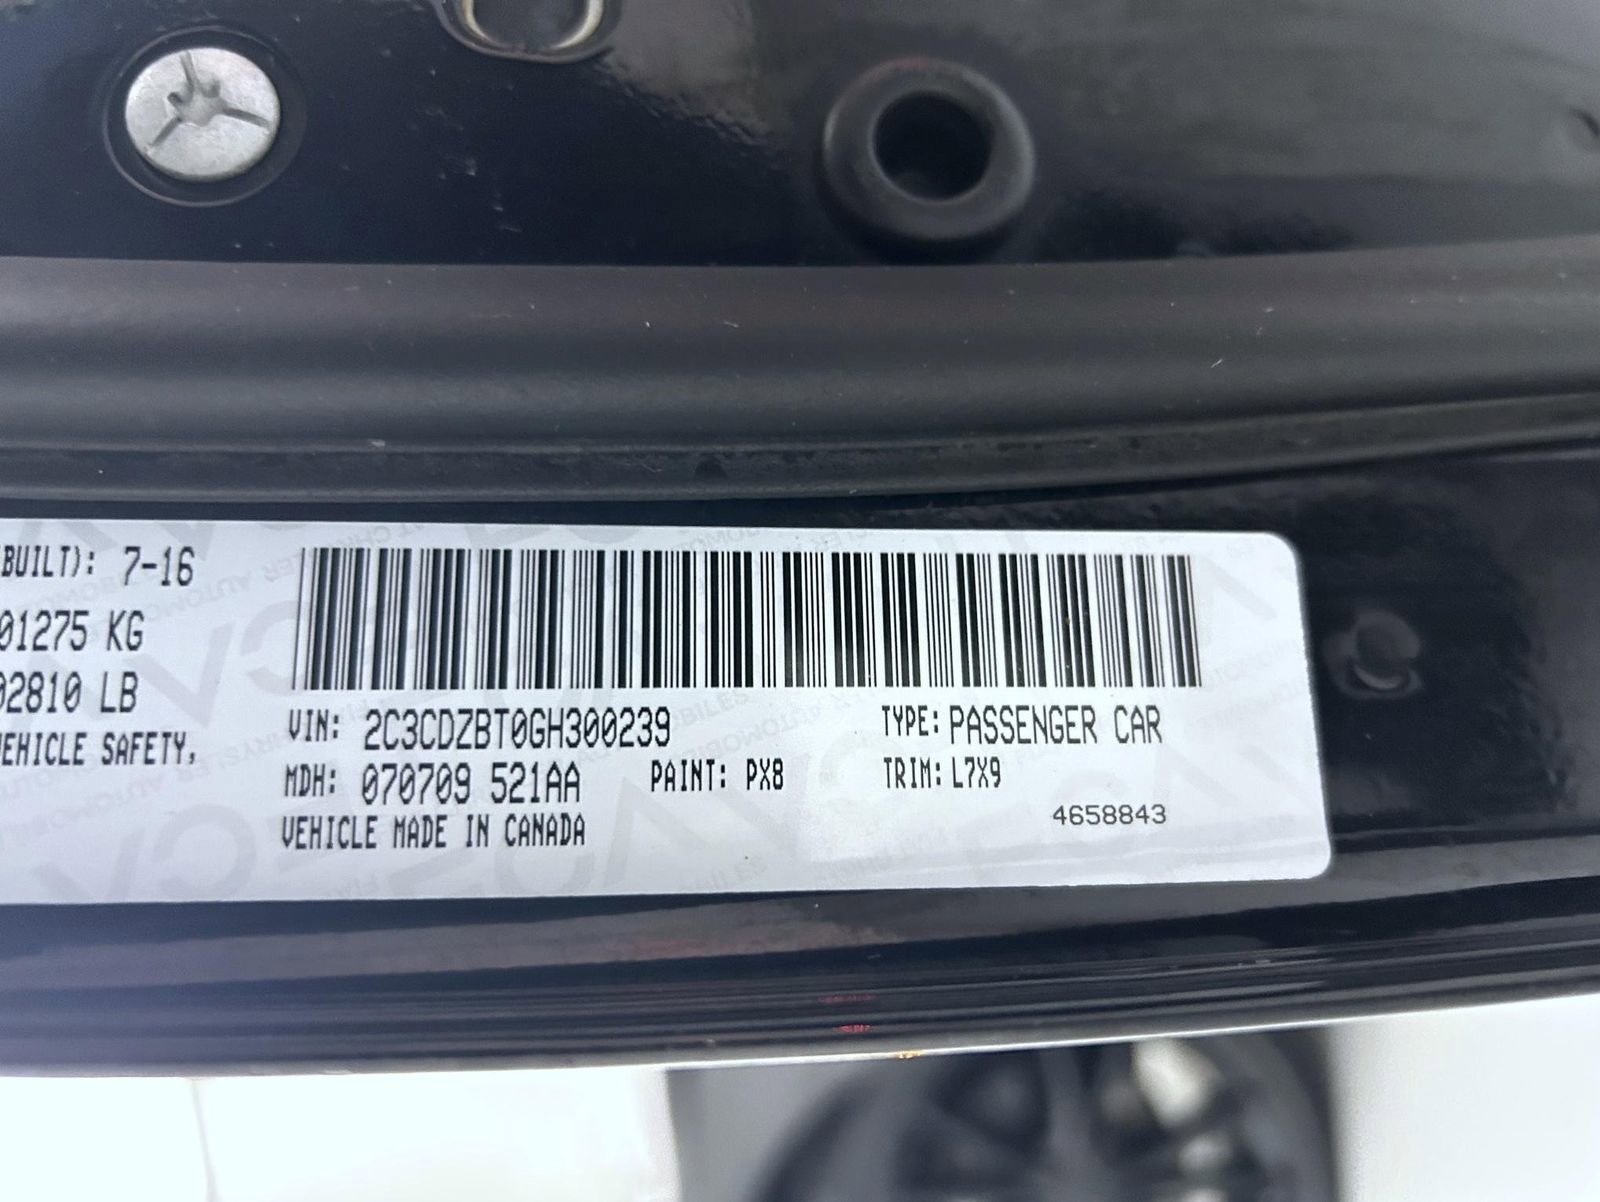 BUILT): 7-16
01275 KG
02810 LB
VEHICLE SAFETY,
VIN: 2C3CDZBT0GH300239
TYPE: PASSENGER CAR
MDH: 070709 521AA
PAINT: PX8
TRIM: L7X9
VEHICLE MADE IN CANADA
4658843